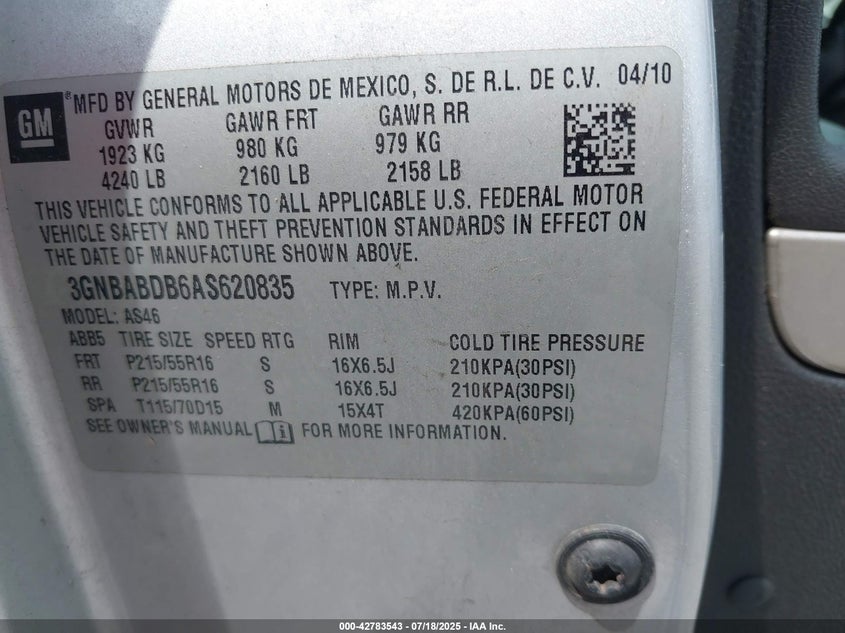 GM
® MFD BY GENERAL MOTORS DE MEXICO, S. DE R.L. DE C.V. 04/10
GVWR GAWR FRT GAWR RR
1923 KG 980 KG 979 KG
4240 LB 2160 LB 2158 LB
THIS VEHICLE CONFORMS TO ALL APPLICABLE U.S. FEDERAL MOTOR
VEHICLE SAFETY AND THEFT PREVENTION STANDARDS IN EFFECT ON
THE DATE OF MANUFACTURE SHOWN ABOVE.
3GNBABDB6AS620835 TYPE: M.P.V.
MODEL: AS46
ABB5 TIRE SIZE SPEED RTG RIM COLD TIRE PRESSURE
FRT P215/55R16 S 16X6.5J 210KPA(30PSI)
RR P215/55R16 S 16X6.5J 210KPA(30PSI)
SPA T115/70D15 M 15X4T 420KPA(60PSI)
SEE OWNER'S MANUAL FOR MORE INFORMATION.
000-42783543 - 07/18/2025 - IAA Inc.